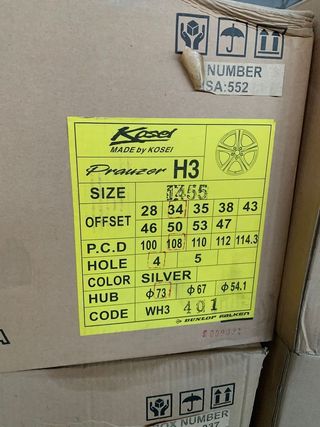 NUMBER
SA:552
Kosei
MADE by KOSEI
Prauzer H3
SIZE 1455
OFFSET 28 34 35 38 43
46 50 53 47
P.C.D 100 108 110 112 114.3
HOLE 4 5
COLOR SILVER
HUB φ73 φ67 φ54.1
CODE WH3 401
DUNLOP FALKEN
NUMBER